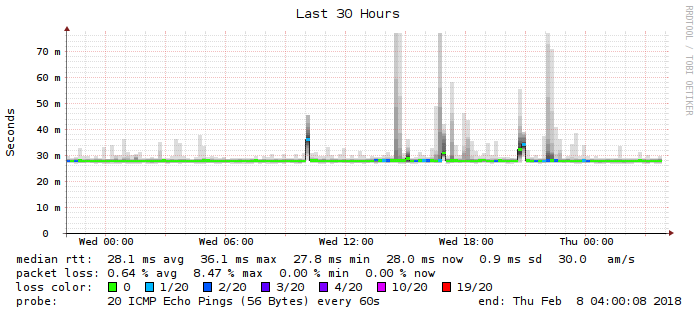 Last 30 Hours
RRDTOOL / TOBI OETIKER
Seconds
70 m
60 m
50 m
40 m
30 m
20 m
10 m
0
Wed 00:00 Wed 06:00 Wed 12:00 Wed 18:00 Thu 00:00
median rtt: 28.1 ms avg 36.1 ms max 27.8 ms min 28.0 ms now 0.9 ms sd 30.0 am/s
packet loss: 0.64 % avg 8.47 % max 0.00 % min 0.00 % now
loss color: 0 1/20 2/20 3/20 4/20 10/20 19/20
probe: 20 ICMP Echo Pings (56 Bytes) every 60s end: Thu Feb 8 04:00:08 2018